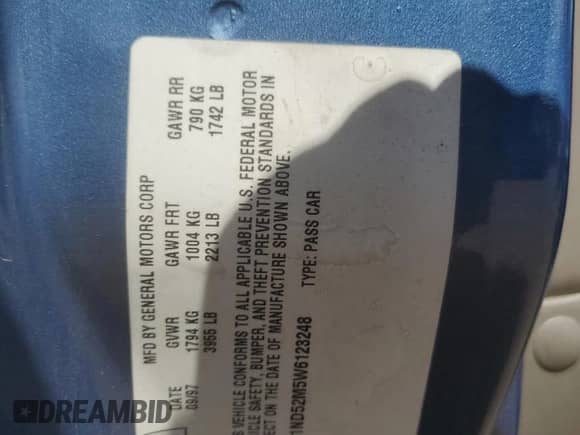 MFD BY GENERAL MOTORS CORP
DATE GVWR GAWR FRT GAWR RR
09/97 1794 KG 1004 KG 790 KG
3955 LB 2213 LB 1742 LB
VEHICLE CONFORMS TO ALL APPLICABLE U.S. FEDERAL MOTOR
SAFETY, BUMPER, AND THEFT PREVENTION STANDARDS IN
ON THE DATE OF MANUFACTURE SHOWN ABOVE.
1ND52M5W6123248 TYPE: PASS CAR
DREAMBID